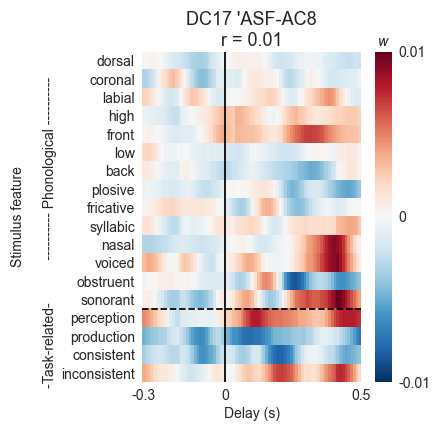 DC17 'ASF-AC8
r = 0.01
w
dorsal
coronal
labial
high
front
low
back
plosive
fricative
syllabic
nasal
voiced
obstruent
sonorant
perception
production
consistent
inconsistent
Stimulus feature
-Task-related- ---------- Phonological ----------
0.01
0
-0.01
-0.3 0 0.5
Delay (s)